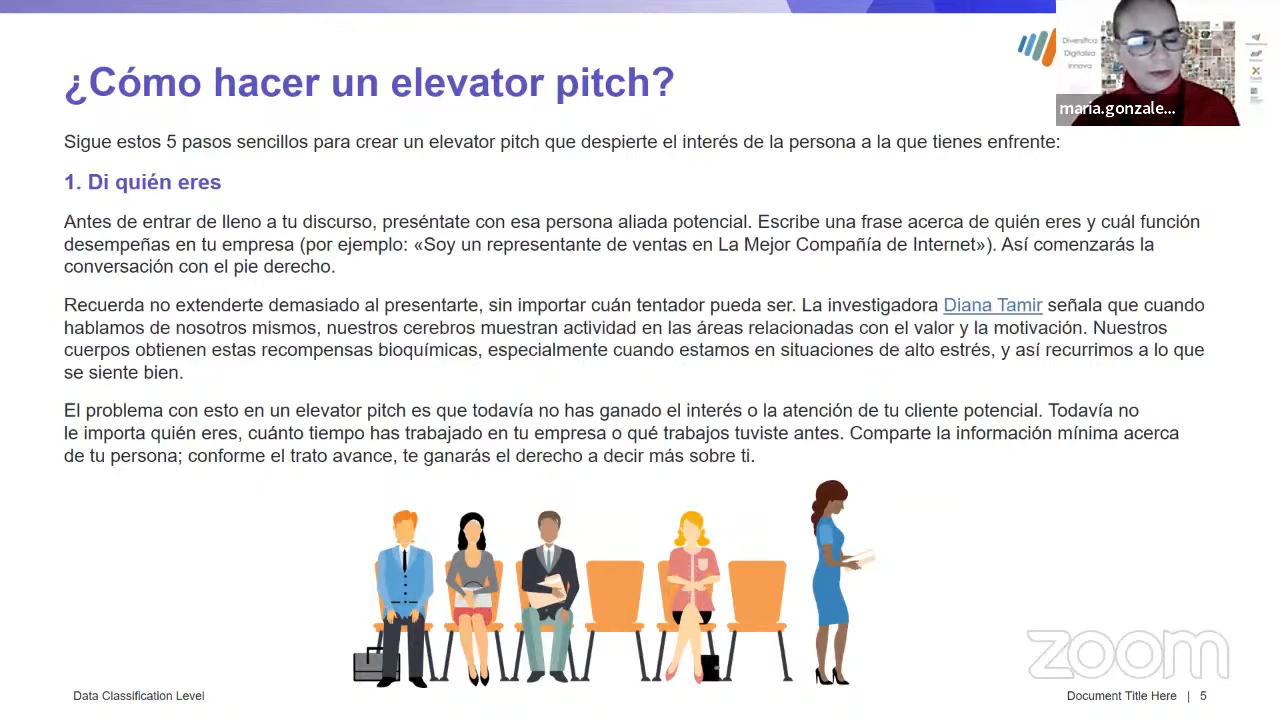 ¿Cómo hacer un elevator pitch?
Diversifica
Digitaliza
Innova
maria.gonzale...
Sigue estos 5 pasos sencillos para crear un elevator pitch que despierte el interés de la persona a la que tienes enfrente:
1. Di quién eres
Antes de entrar de lleno a tu discurso, preséntate con esa persona aliada potencial. Escribe una frase acerca de quién eres y cuál función
desempeñas en tu empresa (por ejemplo: «Soy un representante de ventas en La Mejor Compañía de Internet»). Así comenzarás la
conversación con el pie derecho.
Recuerda no extenderte demasiado al presentarte, sin importar cuán tentador pueda ser. La investigadora Diana Tamir señala que cuando
hablamos de nosotros mismos, nuestros cerebros muestran actividad en las áreas relacionadas con el valor y la motivación. Nuestros
cuerpos obtienen estas recompensas bioquímicas, especialmente cuando estamos en situaciones de alto estrés, y así recurrimos a lo que
se siente bien.
El problema con esto en un elevator pitch es que todavía no has ganado el interés o la atención de tu cliente potencial. Todavía no
le importa quién eres, cuánto tiempo has trabajado en tu empresa o qué trabajos tuviste antes. Comparte la información mínima acerca
de tu persona; conforme el trato avance, te ganarás el derecho a decir más sobre ti.
zoom
Data Classification Level
Document Title Here | 5